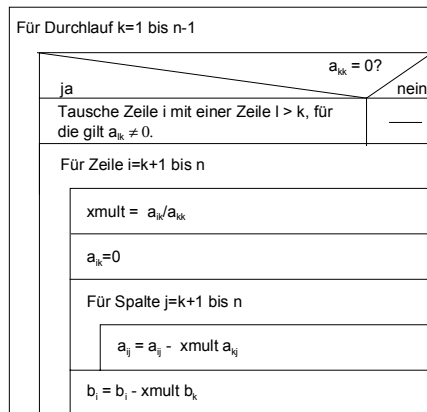 Für Durchlauf k=1 bis n-1
a_kk = 0?
ja
nein
Tausche Zeile i mit einer Zeile l > k, für
die gilt a_lk ≠ 0.
Für Zeile i=k+1 bis n
xmult = a_ik/a_kk
a_ik=0
Für Spalte j=k+1 bis n
a_ij = a_ij - xmult a_kj
b_i = b_i - xmult b_k